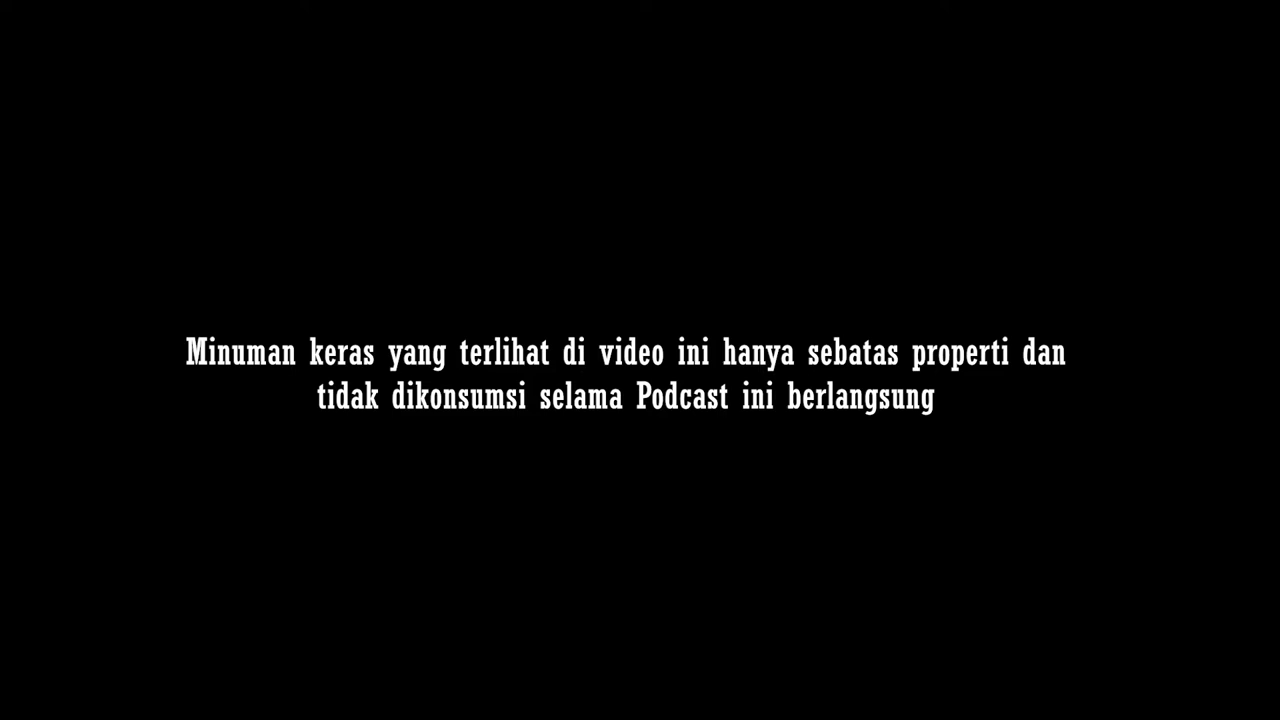 Minuman keras yang terlihat di video ini hanya sebatas properti dan
tidak dikonsumsi selama Podcast ini berlangsung